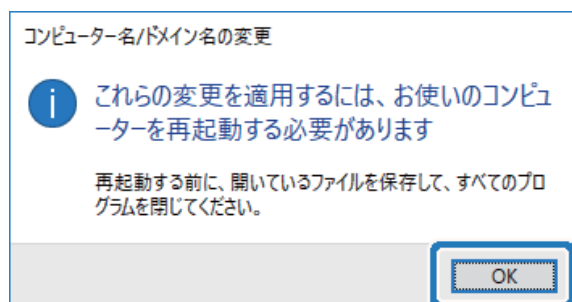 コンピューター名/ドメイン名の変更
これらの変更を適用するには、お使いのコンピュ
ーターを再起動する必要があります
再起動する前に、開いているファイルを保存して、すべてのプロ
グラムを閉じてください。
OK